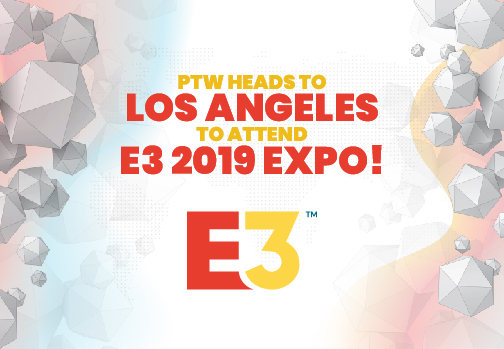 PTW HEADS TO
LOS ANGELES
TO ATTEND
E3 2019 EXPO!
E3™